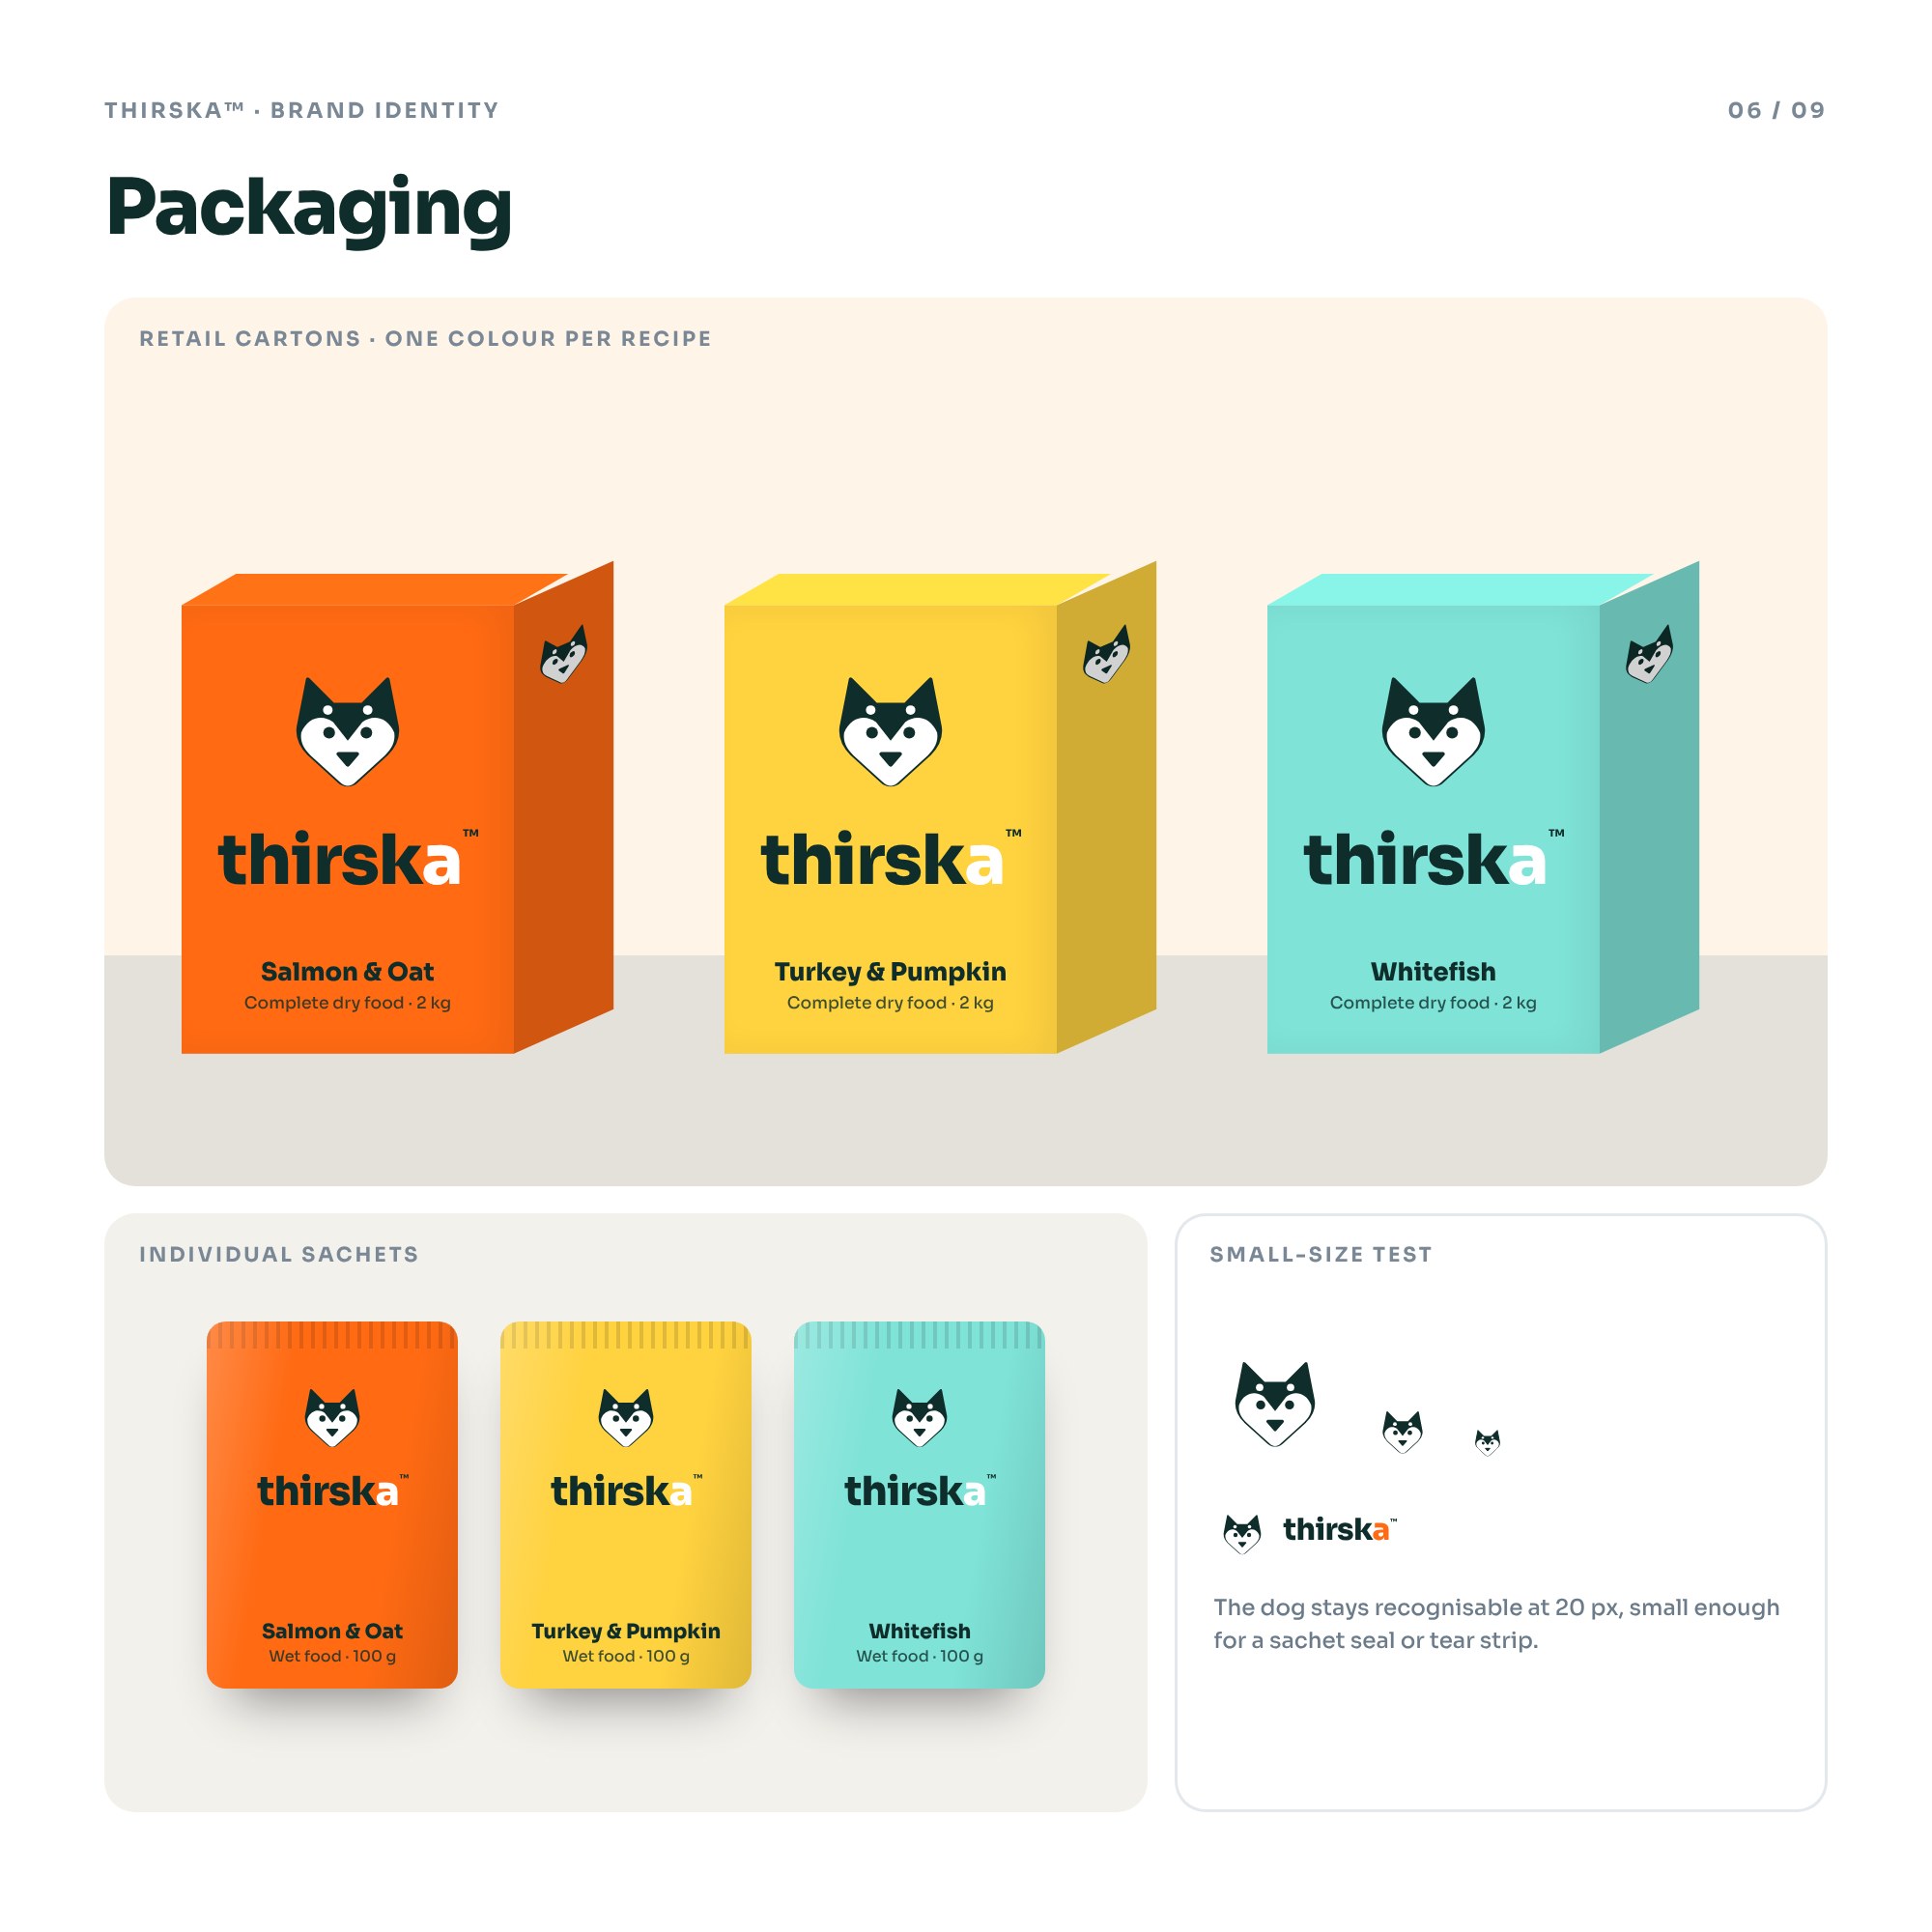 THIRSKA™ · BRAND IDENTITY
06 / 09
Packaging
RETAIL CARTONS · ONE COLOUR PER RECIPE
thirska™
Salmon & Oat
Complete dry food · 2 kg
thirska™
Turkey & Pumpkin
Complete dry food · 2 kg
thirska™
Whitefish
Complete dry food · 2 kg
INDIVIDUAL SACHETS
thirska™
Salmon & Oat
Wet food · 100 g
thirska™
Turkey & Pumpkin
Wet food · 100 g
thirska™
Whitefish
Wet food · 100 g
SMALL-SIZE TEST
thirska™
The dog stays recognisable at 20 px, small enough
for a sachet seal or tear strip.